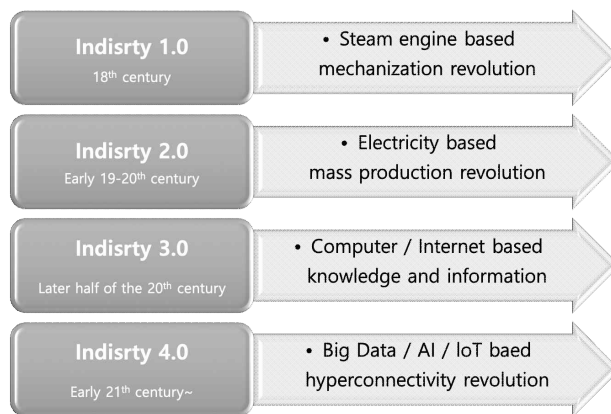 Indisrty 1.0
18th century
• Steam engine based
mechanization revolution
Indisrty 2.0
Early 19-20th century
• Electricity based
mass production revolution
Indisrty 3.0
Later half of the 20th century
• Computer / Internet based
knowledge and information
Indisrty 4.0
Early 21th century~
• Big Data / AI / IoT baed
hyperconnectivity revolution